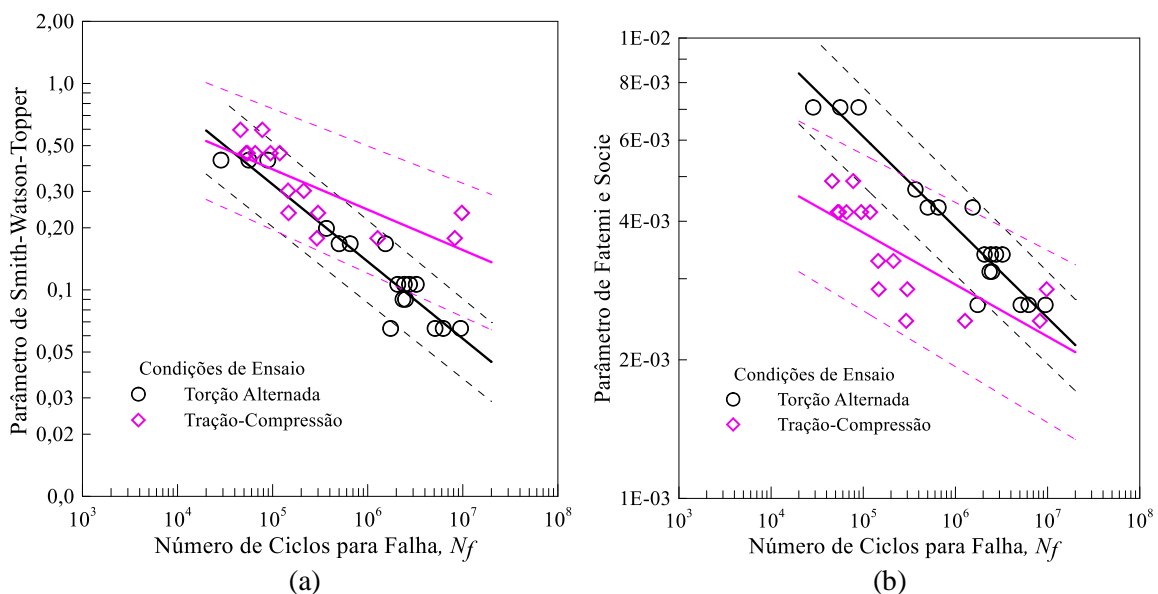 2,00
1,0
0,50
0,30
0,20
0,1
0,05
0,03
0,02
0,0
Parâmetro de Smith-Watson-Topper
Condições de Ensaio
Torção Alternada
Tração-Compressão
10³ 10⁴ 10⁵ 10⁶ 10⁷ 10⁸
Número de Ciclos para Falha, Nf
(a)
1E-02
8E-03
6E-03
4E-03
2E-03
1E-03
Parâmetro de Fatemi e Socie
Condições de Ensaio
Torção Alternada
Tração-Compressão
10³ 10⁴ 10⁵ 10⁶ 10⁷ 10⁸
Número de Ciclos para Falha, Nf
(b)